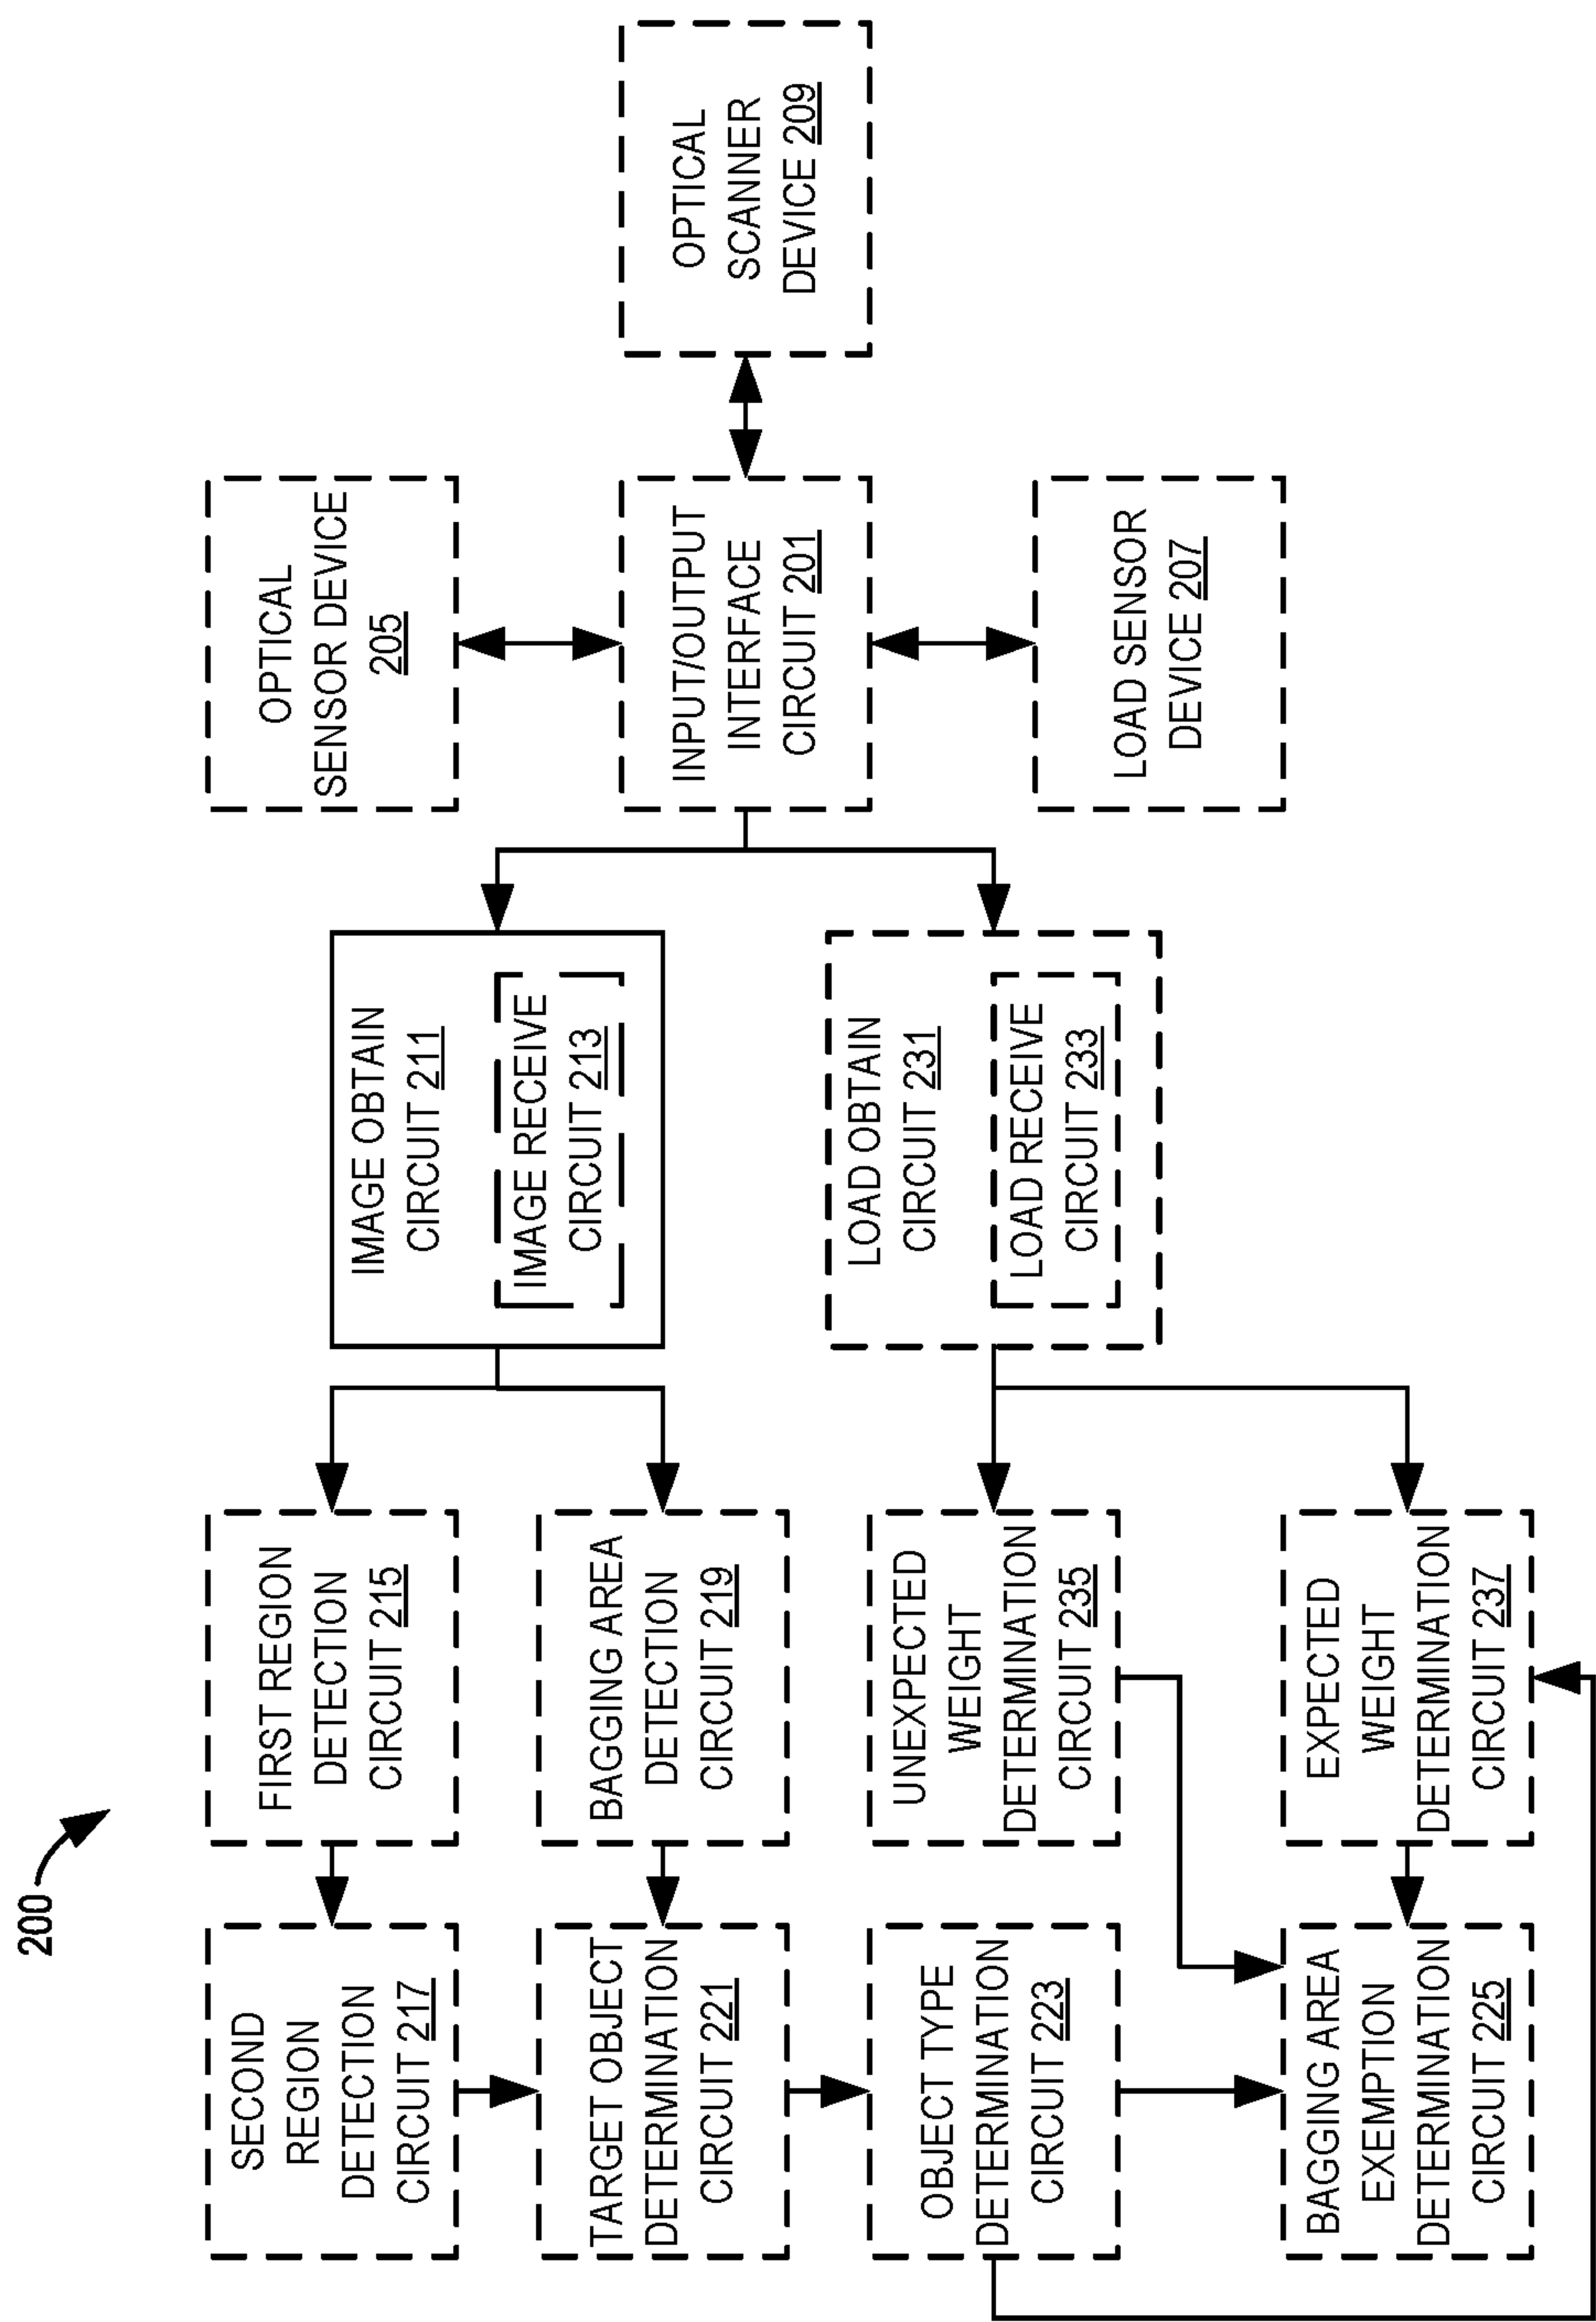 200
OPTICAL
SCANNER
DEVICE 209
OPTICAL
SENSOR DEVICE
205
INPUT/OUTPUT
INTERFACE
CIRCUIT 201
LOAD SENSOR
DEVICE 207
IMAGE OBTAIN
CIRCUIT 211
IMAGE RECEIVE
CIRCUIT 213
LOAD OBTAIN
CIRCUIT 231
LOAD RECEIVE
CIRCUIT 233
FIRST REGION
DETECTION
CIRCUIT 215
BAGGING AREA
DETECTION
CIRCUIT 219
UNEXPECTED
WEIGHT
DETERMINATION
CIRCUIT 235
EXPECTED
WEIGHT
DETERMINATION
CIRCUIT 237
SECOND
REGION
DETECTION
CIRCUIT 217
TARGET OBJECT
DETERMINATION
CIRCUIT 221
OBJECT TYPE
DETERMINATION
CIRCUIT 223
BAGGING AREA
EXEMPTION
DETERMINATION
CIRCUIT 225